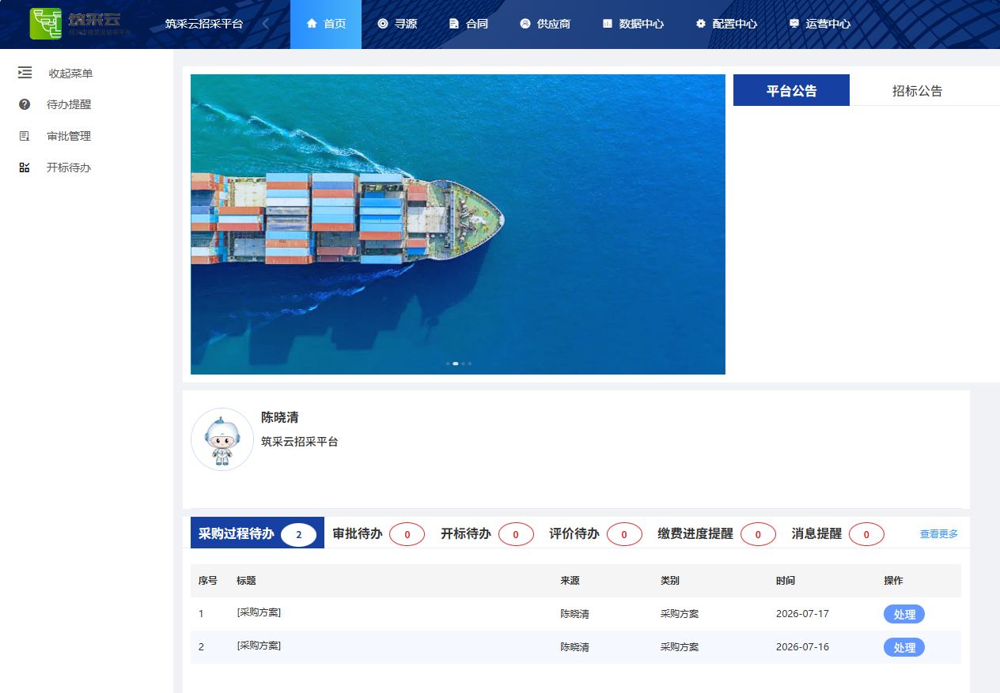 筑采云
筑采云招采平台
首页
寻源
合同
供应商
数据中心
配置中心
运营中心
收起菜单
待办提醒
审批管理
开标待办
平台公告
招标公告
陈晓清
筑采云招采平台
采购过程待办 2
审批待办 0
开标待办 0
评价待办 0
缴费进度提醒 0
消息提醒 0
查看更多
序号 标题 来源 类别 时间 操作
1 [采购方案] 陈晓清 采购方案 2026-07-17 处理
2 [采购方案] 陈晓清 采购方案 2026-07-16 处理